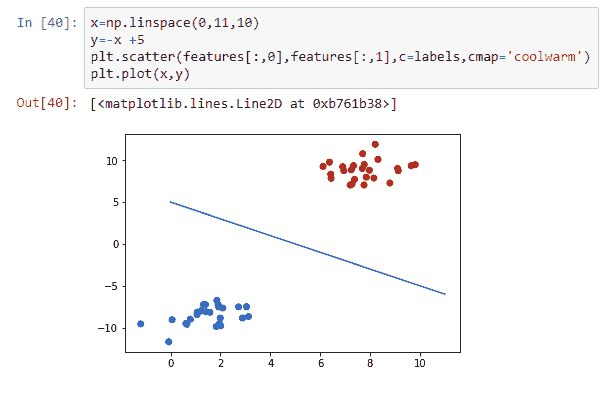 In [40]: x=np.linspace(0,11,10)
y=-x +5
plt.scatter(features[:,0],features[:,1],c=labels,cmap='coolwarm')
plt.plot(x,y)
Out[40]: [<matplotlib.lines.Line2D at 0xb761b38>]
10
5
0
−5
−10
0 2 4 6 8 10